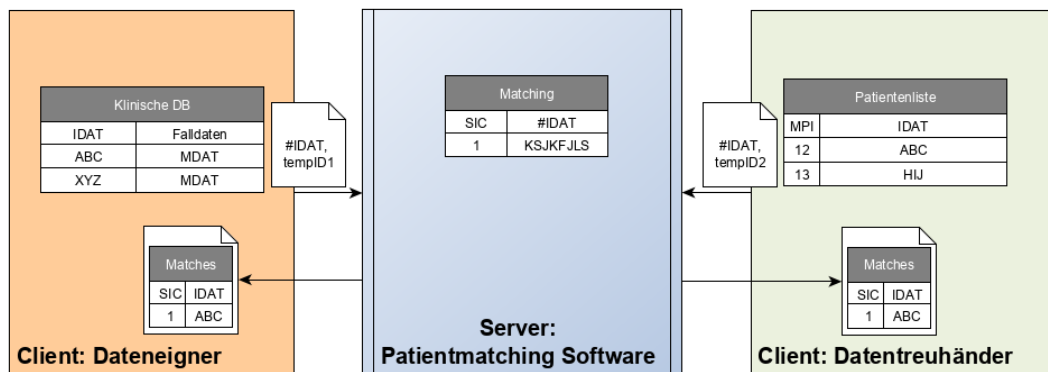 Klinische DB
IDAT Falldaten
ABC MDAT
XYZ MDAT
#IDAT,
tempID1
Matching
SIC #IDAT
1 KSJKFJLS
#IDAT,
tempID2
Patientenliste
MPI IDAT
12 ABC
13 HIJ
Matches
SIC IDAT
1 ABC
Matches
SIC IDAT
1 ABC
Client: Dateneigner
Server:
Patientmatching Software
Client: Datentreuhänder